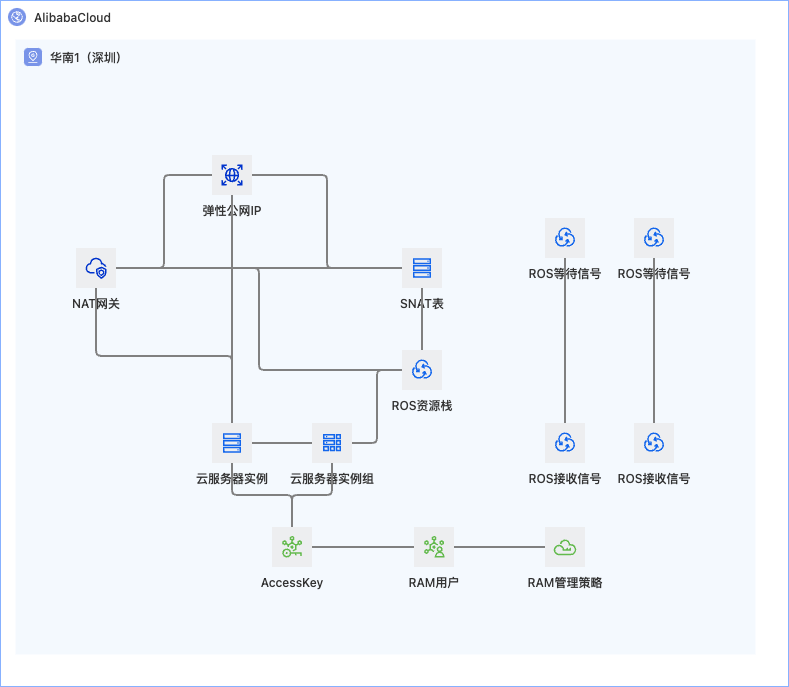 AlibabaCloud
华南1（深圳）
弹性公网IP
NAT网关
SNAT表
ROS等待信号
ROS等待信号
ROS资源栈
云服务器实例
云服务器实例组
ROS接收信号
ROS接收信号
AccessKey
RAM用户
RAM管理策略